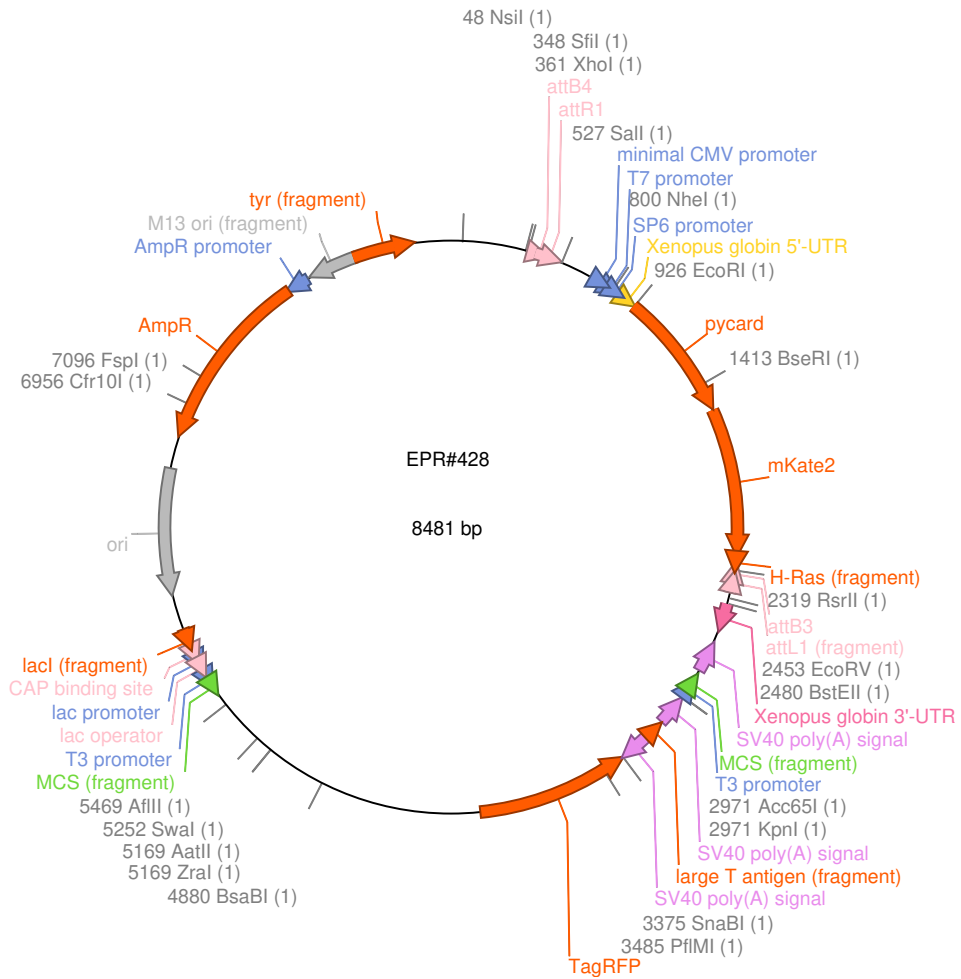 48 NsiI (1)
348 SfiI (1)
361 XhoI (1)
attB4
attR1
527 SalI (1)
minimal CMV promoter
T7 promoter
800 NheI (1)
SP6 promoter
Xenopus globin 5'-UTR
926 EcoRI (1)
pycard
1413 BseRI (1)
mKate2
H-Ras (fragment)
2319 RsrII (1)
attB3
attL1 (fragment)
2453 EcoRV (1)
2480 BstEII (1)
Xenopus globin 3'-UTR
SV40 poly(A) signal
MCS (fragment)
T3 promoter
2971 Acc65I (1)
2971 KpnI (1)
SV40 poly(A) signal
large T antigen (fragment)
SV40 poly(A) signal
3375 SnaBI (1)
3485 PflMI (1)
TagRFP
4880 BsaBI (1)
5169 ZraI (1)
5169 AatII (1)
5252 SwaI (1)
5469 AflII (1)
MCS (fragment)
T3 promoter
lac operator
lac promoter
CAP binding site
lacI (fragment)
ori
6956 Cfr10I (1)
7096 FspI (1)
AmpR
AmpR promoter
M13 ori (fragment)
tyr (fragment)
EPR#428
8481 bp